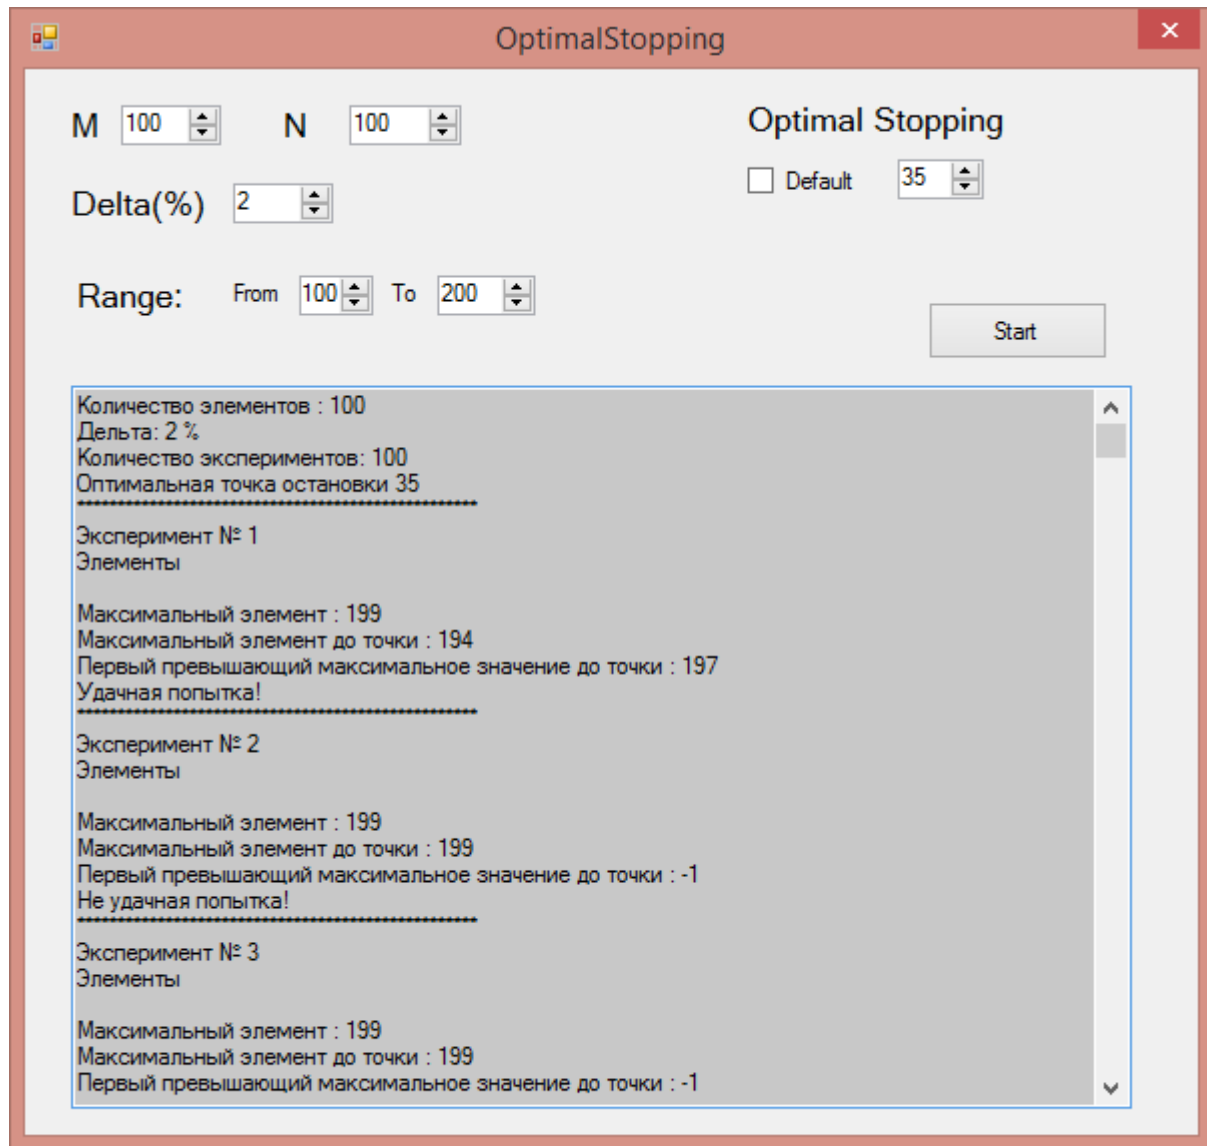 OptimalStopping
M 100 N 100 Optimal Stopping
Default 35
Delta(%) 2
Range: From 100 To 200
Start
Количество элементов : 100
Дельта: 2 %
Количество экспериментов: 100
Оптимальная точка остановки 35
**************************************************
Эксперимент № 1
Элементы
Максимальный элемент : 199
Максимальный элемент до точки : 194
Первый превышающий максимальное значение до точки : 197
Удачная попытка!
**************************************************
Эксперимент № 2
Элементы
Максимальный элемент : 199
Максимальный элемент до точки : 199
Первый превышающий максимальное значение до точки : -1
Не удачная попытка!
**************************************************
Эксперимент № 3
Элементы
Максимальный элемент : 199
Максимальный элемент до точки : 199
Первый превышающий максимальное значение до точки : -1